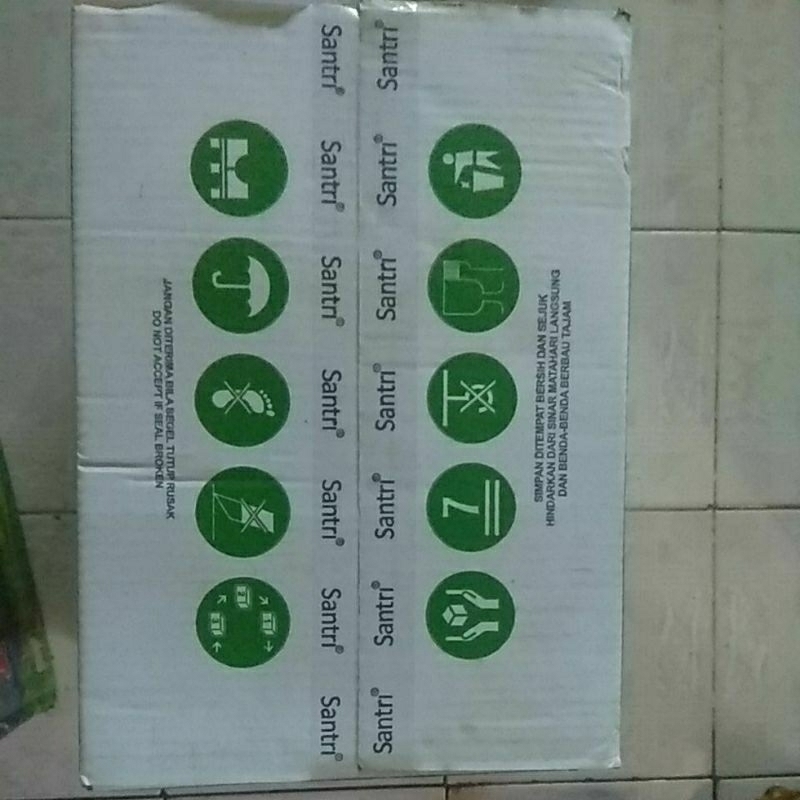 Santri®
Santri®
Santri®
Santri®
Santri®
Santri®
Santri®
JANGAN DITERIMA BILA SEGEL TUTUP RUSAK
DO NOT ACCEPT IF SEAL BROKEN
Santri®
Santri®
Santri®
Santri®
Santri®
Santri®
Santri®
7
SIMPAN DITEMPAT BERSIH DAN SEJUK
HINDARKAN DARI SINAR MATAHARI LANGSUNG
DAN BENDA-BENDA BERBAU TAJAM